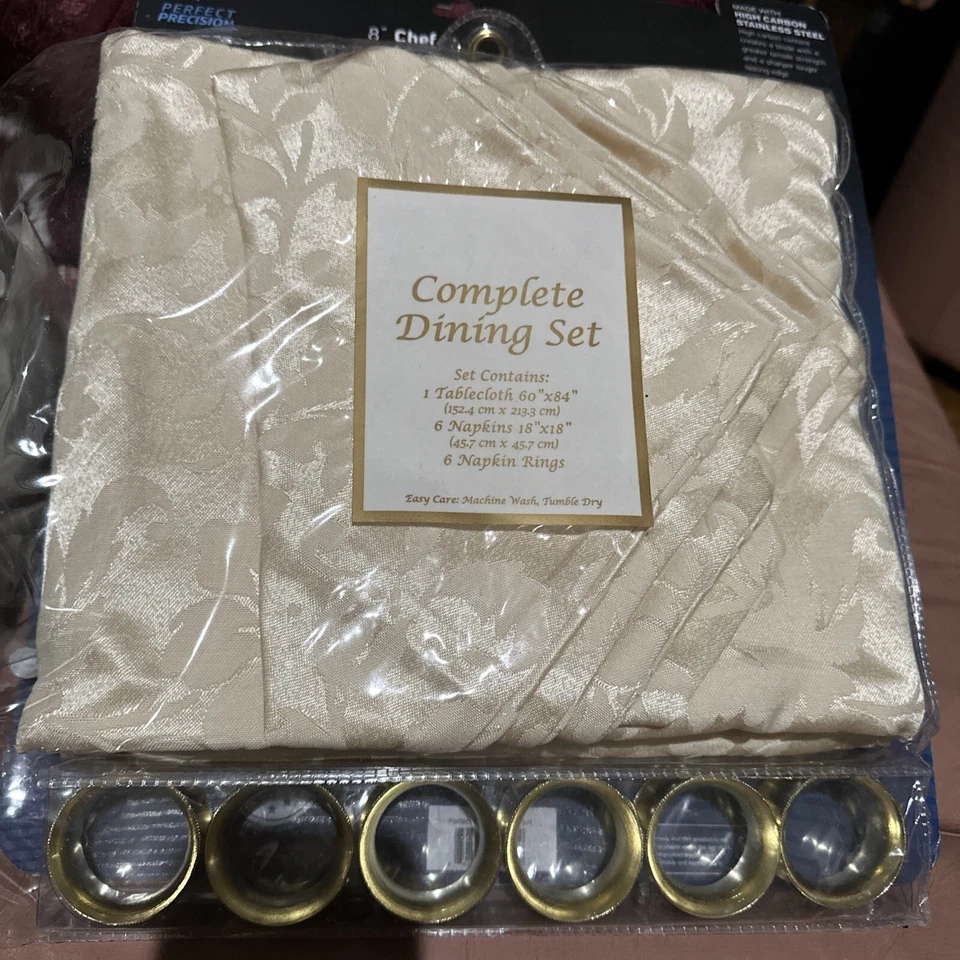 PERFECT
PRECISION
8" Chef
MADE WITH
HIGH CARBON
STAINLESS STEEL
Complete
Dining Set
Set Contains:
1 Tablecloth 60"x84"
(152.4 cm x 213.3 cm)
6 Napkins 18"x18"
(45.7 cm x 45.7 cm)
6 Napkin Rings
Easy Care: Machine Wash, Tumble Dry